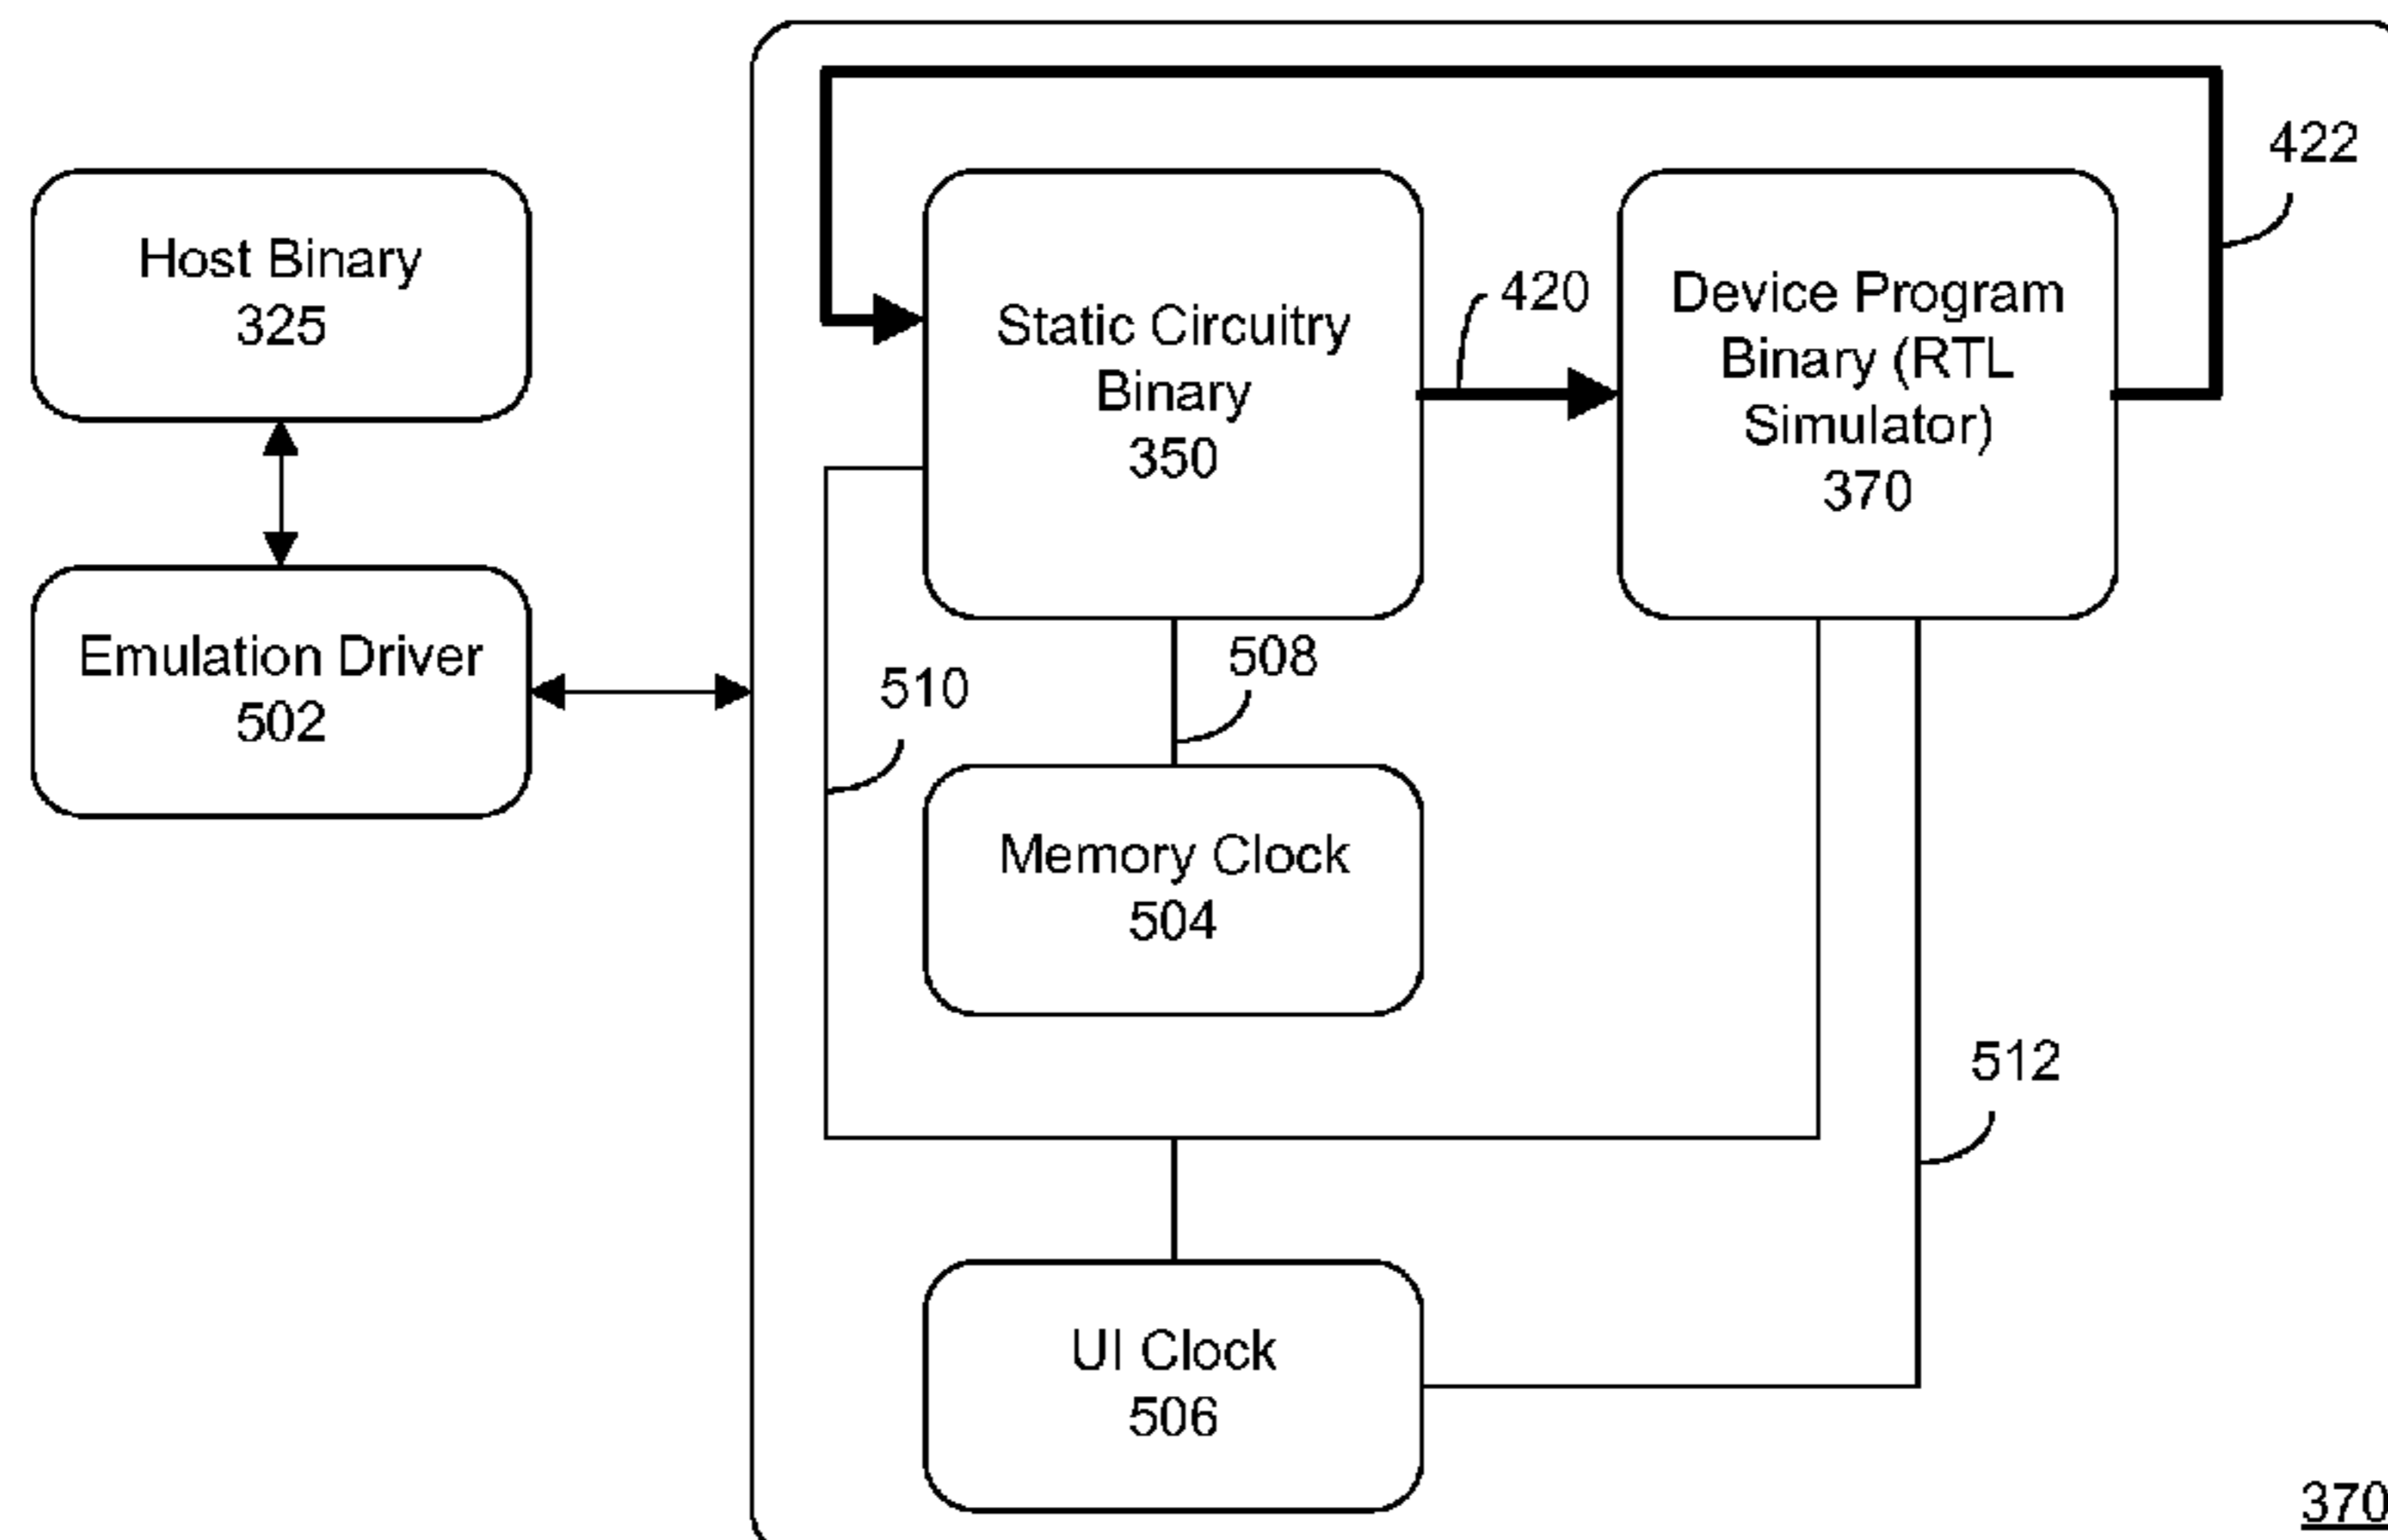 422
Host Binary
325
Static Circuitry
Binary
350
420
Device Program
Binary (RTL
Simulator)
370
Emulation Driver
502
510
508
Memory Clock
504
512
UI Clock
506
370